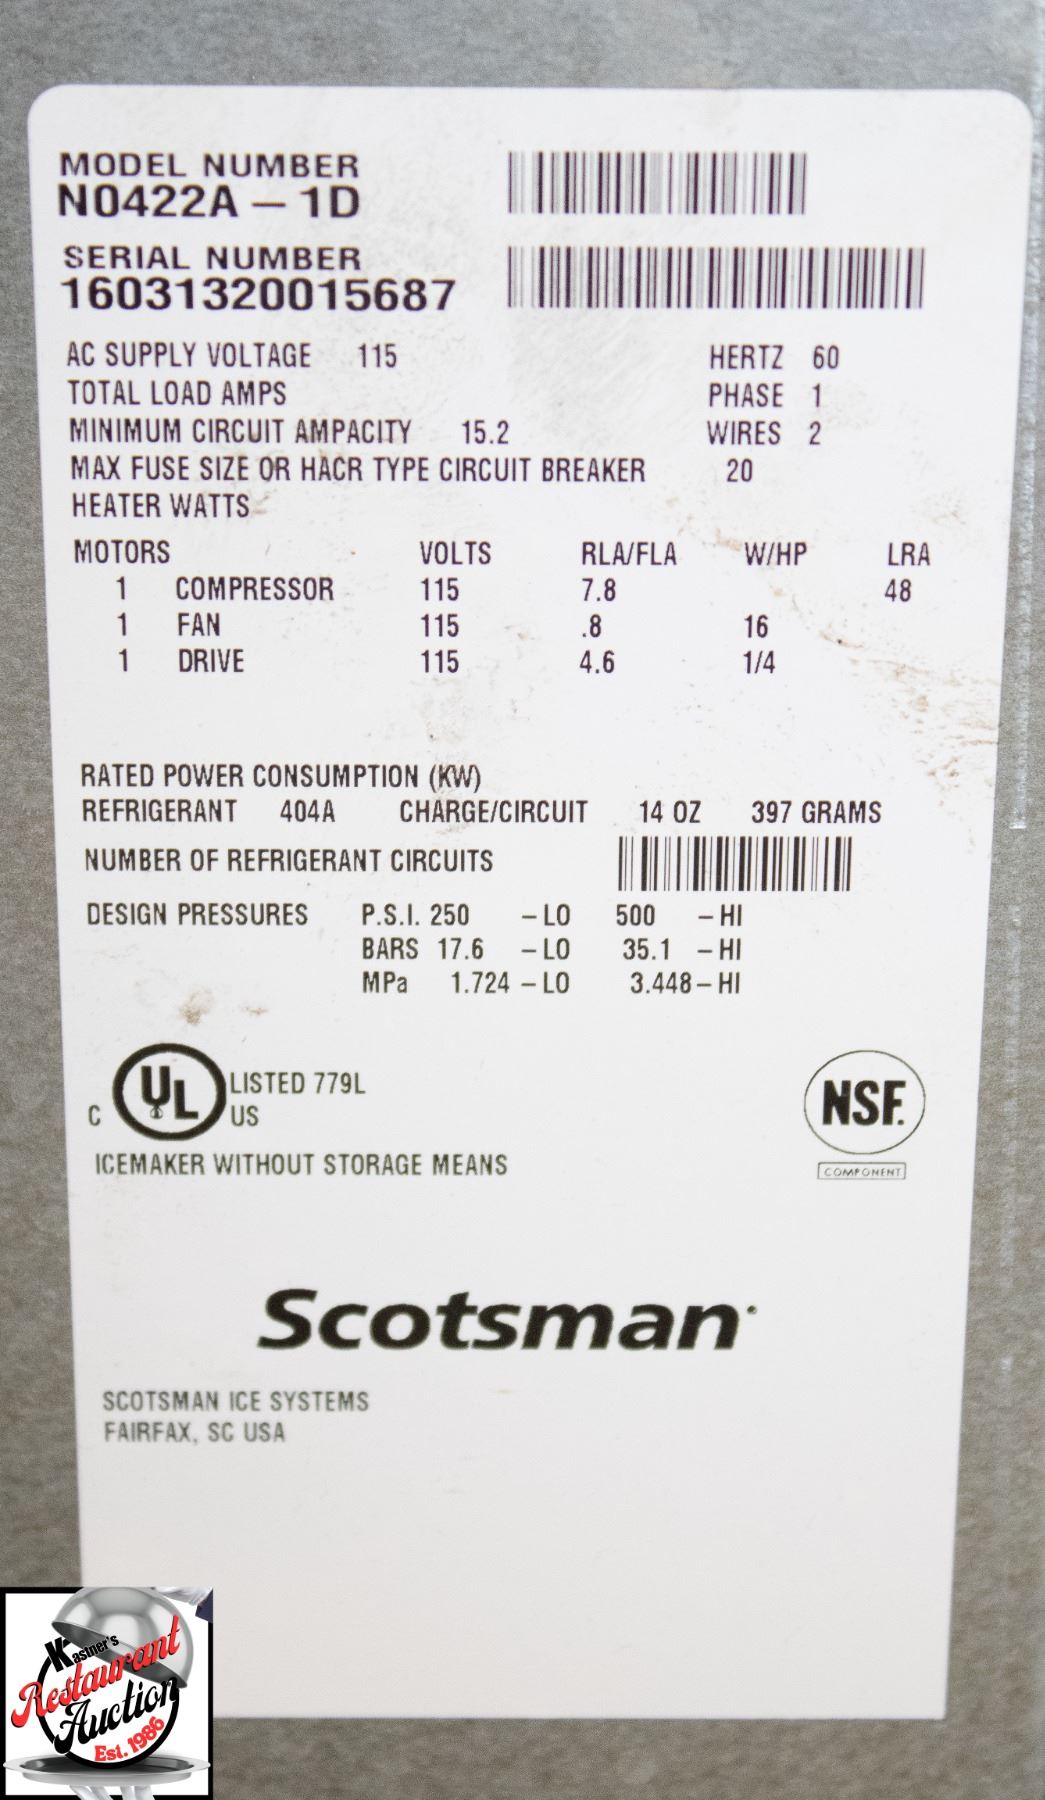 MODEL NUMBER
N0422A – 1D
SERIAL NUMBER
16031320015687
AC SUPPLY VOLTAGE 115 HERTZ 60
TOTAL LOAD AMPS PHASE 1
MINIMUM CIRCUIT AMPACITY 15.2 WIRES 2
MAX FUSE SIZE OR HACR TYPE CIRCUIT BREAKER 20
HEATER WATTS
MOTORS VOLTS RLA/FLA W/HP LRA
1 COMPRESSOR 115 7.8 48
1 FAN 115 .8 16
1 DRIVE 115 4.6 1/4
RATED POWER CONSUMPTION (KW)
REFRIGERANT 404A CHARGE/CIRCUIT 14 OZ 397 GRAMS
NUMBER OF REFRIGERANT CIRCUITS
DESIGN PRESSURES P.S.I. 250 – LO 500 – HI
BARS 17.6 – LO 35.1 – HI
MPa 1.724 – LO 3.448 – HI
C UL LISTED 779L
US
NSF.
COMPONENT
ICEMAKER WITHOUT STORAGE MEANS
Scotsman
SCOTSMAN ICE SYSTEMS
FAIRFAX, SC USA
Kastner's
Restaurant
Auction
Est. 1986